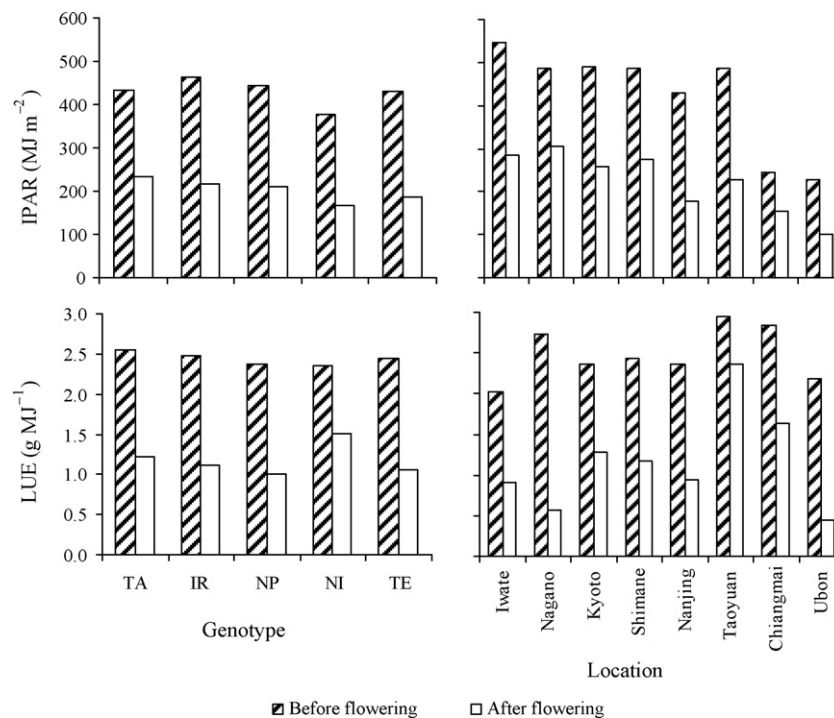 600
500
400
300
200
100
0
IPAR (MJ m⁻²)
3.0
2.5
2.0
1.5
1.0
0.5
0.0
LUE (g MJ⁻¹)
TA IR NP NI TE
Genotype
Iwate
Nagano
Kyoto
Shimane
Nanjing
Taoyuan
Chiangmai
Ubon
Location
Before flowering After flowering